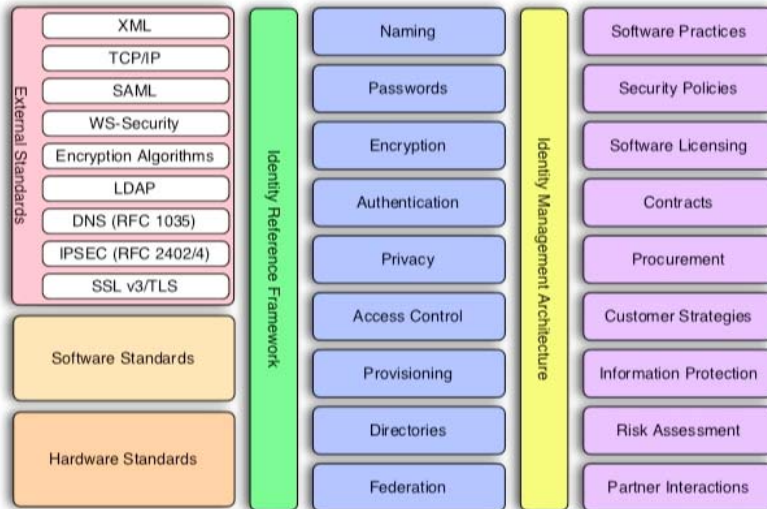 External Standards
XML
TCP/IP
SAML
WS-Security
Encryption Algorithms
LDAP
DNS (RFC 1035)
IPSEC (RFC 2402/4)
SSL v3/TLS
Software Standards
Hardware Standards
Identity Reference Framework
Naming
Passwords
Encryption
Authentication
Privacy
Access Control
Provisioning
Directories
Federation
Identity Management Architecture
Software Practices
Security Policies
Software Licensing
Contracts
Procurement
Customer Strategies
Information Protection
Risk Assessment
Partner Interactions